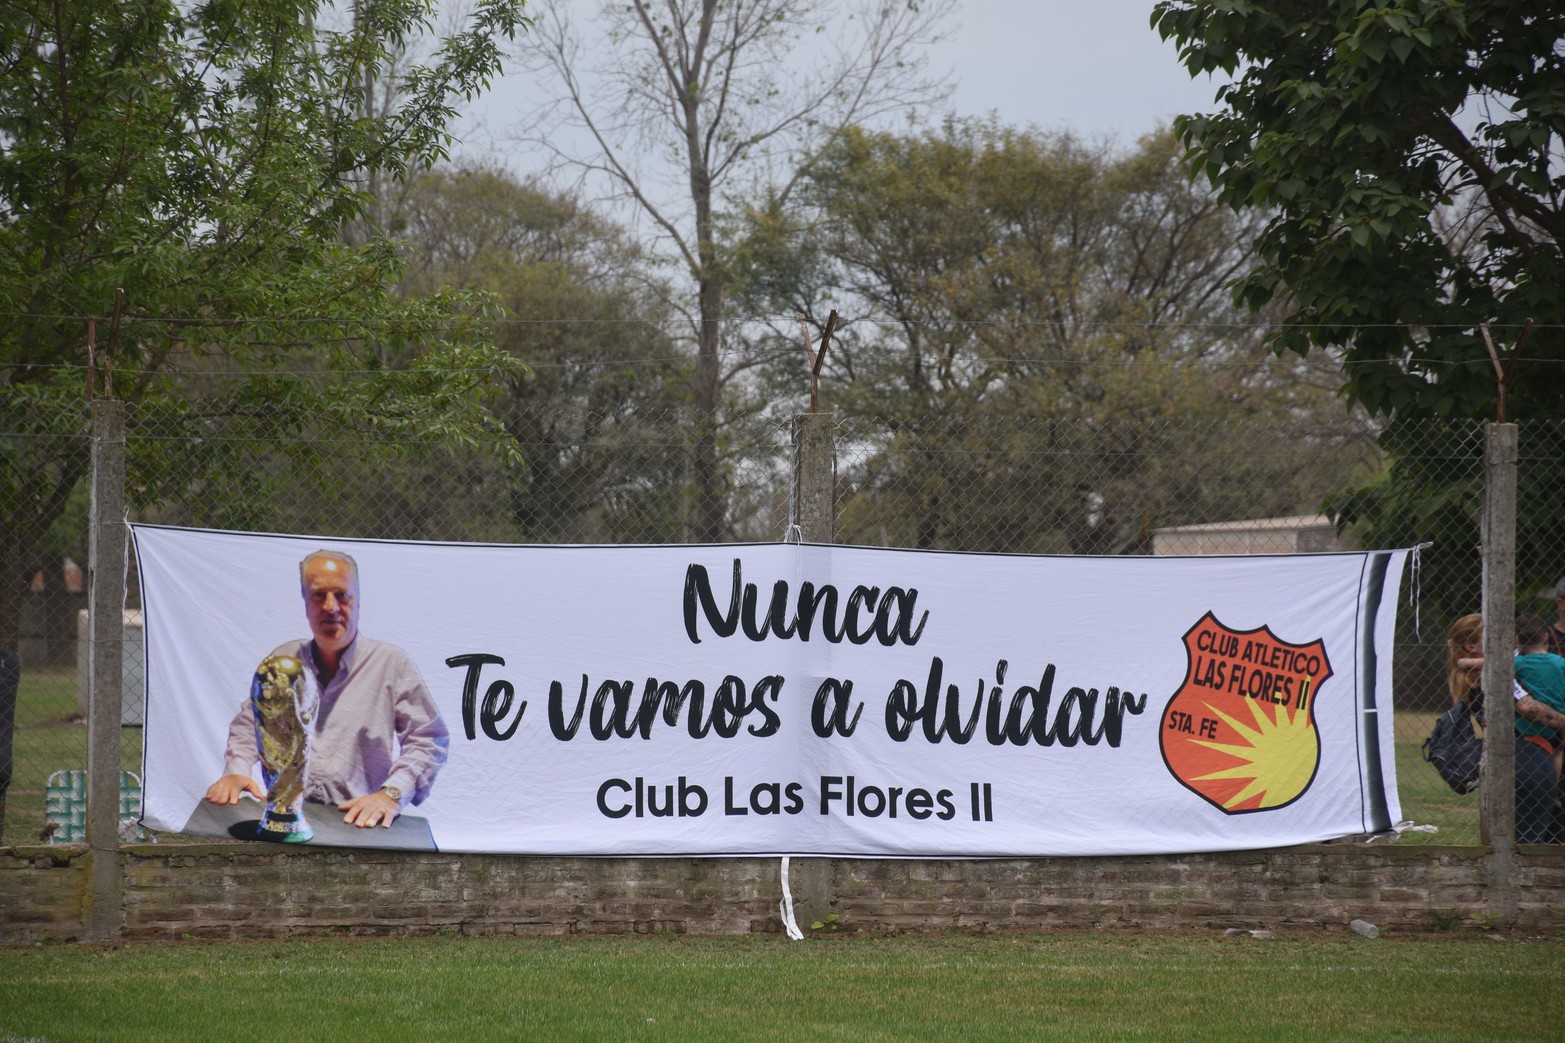 Nunca
Te vamos a olvidar
Club Las Flores II
CLUB ATLETICO
LAS FLORES II
STA. FE